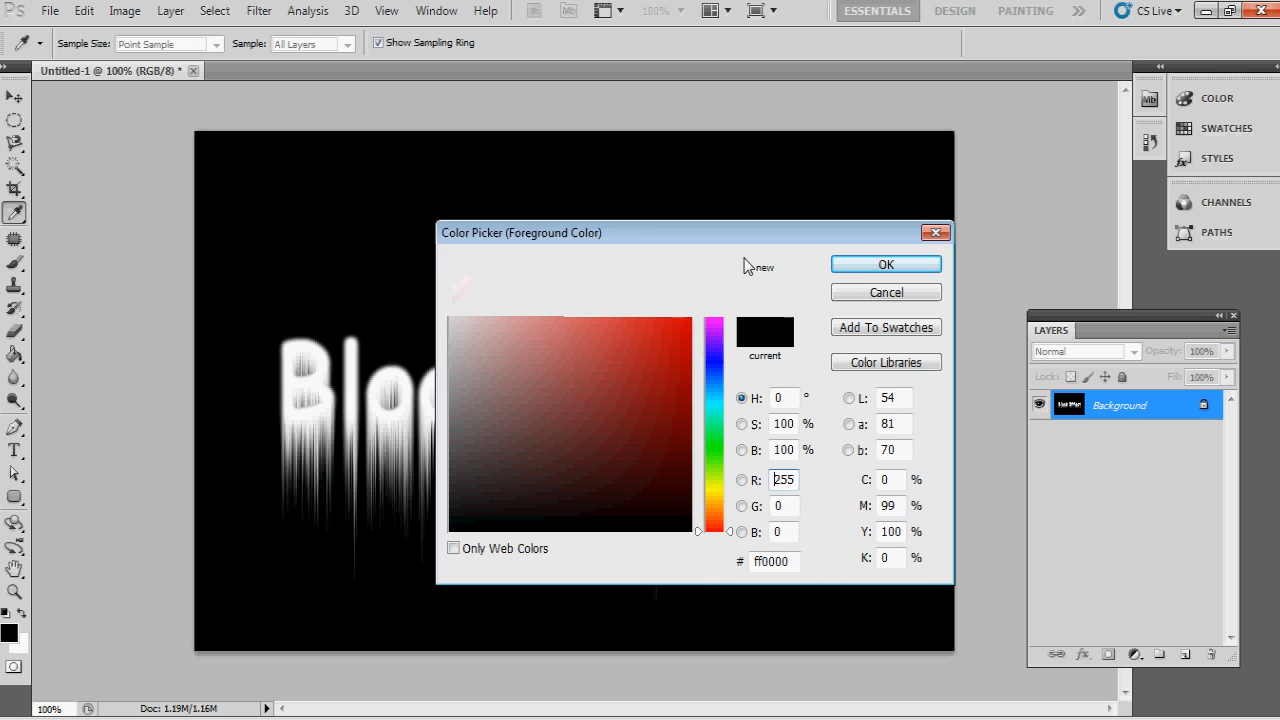 Ps File Edit Image Layer Select Filter Analysis 3D View Window Help Br Mb 100% ESSENTIALS DESIGN PAINTING CS Live
Sample Size: Point Sample Sample: All Layers Show Sampling Ring
Untitled-1 @ 100% (RGB/8) *
Mb
COLOR
SWATCHES
STYLES
CHANNELS
PATHS
Color Picker (Foreground Color)
new
current
OK
Cancel
Add To Swatches
Color Libraries
H: 0 ° L: 54
S: 100 % a: 81
B: 100 % b: 70
R: 255 C: 0 %
G: 0 M: 99 %
B: 0 Y: 100 %
# ff0000 K: 0 %
Only Web Colors
LAYERS
Normal Opacity: 100%
Lock: Fill: 100%
Background
100% Doc: 1.19M/1.16M